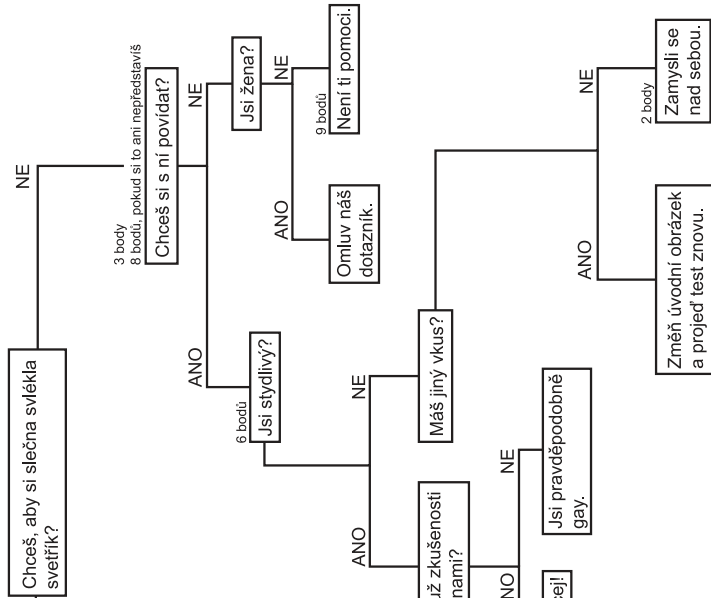 Chceš, aby si slečna svlékla
svetřík?
NE
3 body
8 bodů, pokud si to ani nepředstavíš
Chceš si s ní povídat?
ANO
NE
6 bodů
Jsi stydlivý?
Jsi žena?
ANO
NE
Omluv náš
dotazník.
9 bodů
Není ti pomoci.
ANO
NE
už zkušenosti
nami?
Máš jiný vkus?
NO
NE
cej!
Jsi pravděpodobně
gay.
ANO
NE
Změň úvodní obrázek
a projeď test znovu.
2 body
Zamysli se
nad sebou.